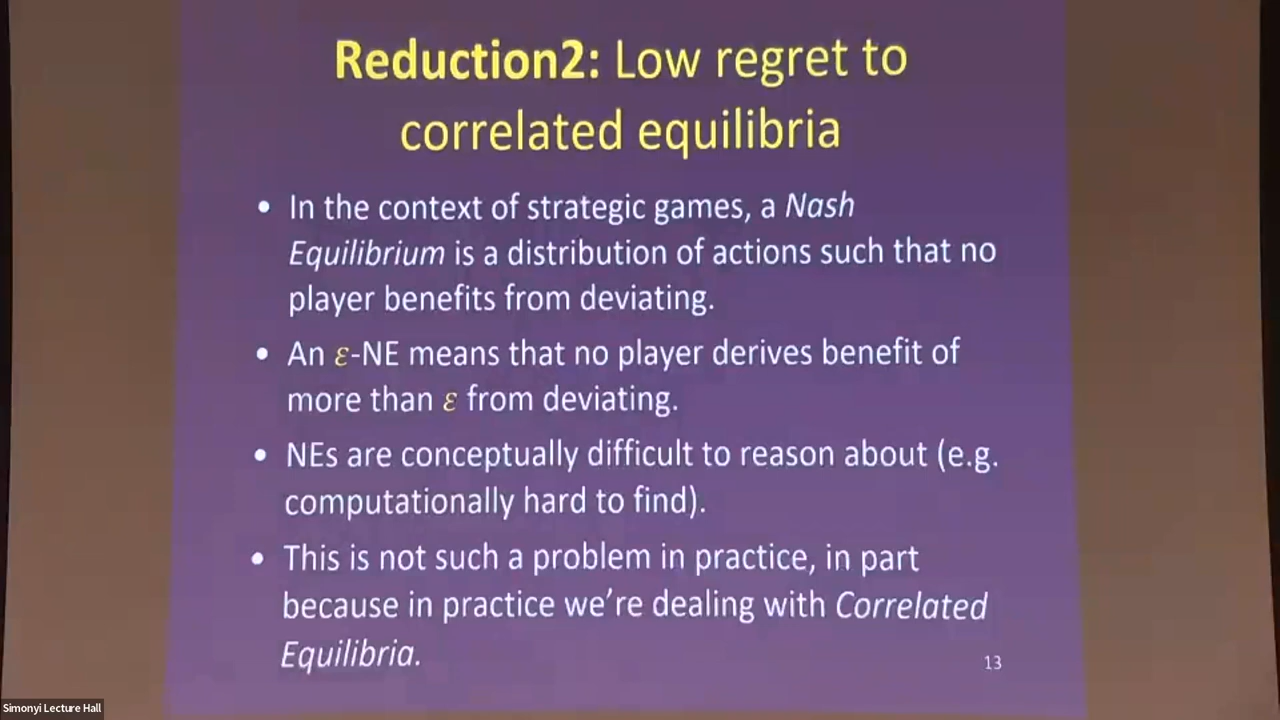 Reduction2: Low regret to
correlated equilibria
• In the context of strategic games, a Nash
Equilibrium is a distribution of actions such that no
player benefits from deviating.
• An ε-NE means that no player derives benefit of
more than ε from deviating.
• NEs are conceptually difficult to reason about (e.g.
computationally hard to find).
• This is not such a problem in practice, in part
because in practice we’re dealing with Correlated
Equilibria.
13
Simonyi Lecture Hall